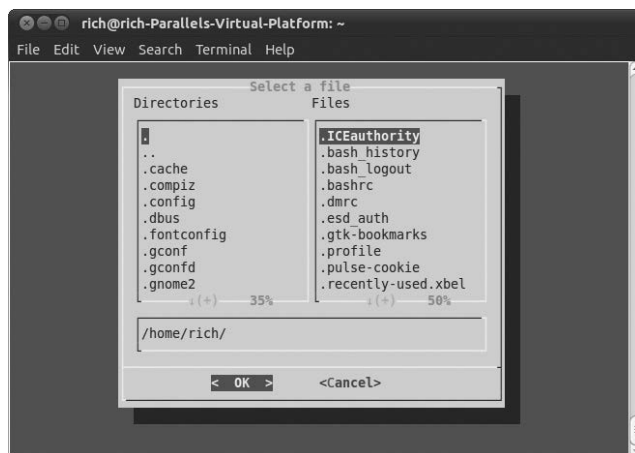 rich@rich-Parallels-Virtual-Platform: ~
File Edit View Search Terminal Help
Select a file
Directories
.
..
.cache
.compiz
.config
.dbus
.fontconfig
.gconf
.gconfd
.gnome2
↓(+) 35%
Files
.ICEauthority
.bash_history
.bash_logout
.bashrc
.dmrc
.esd_auth
.gtk-bookmarks
.profile
.pulse-cookie
.recently-used.xbel
↓(+) 50%
/home/rich/
< OK > <Cancel>